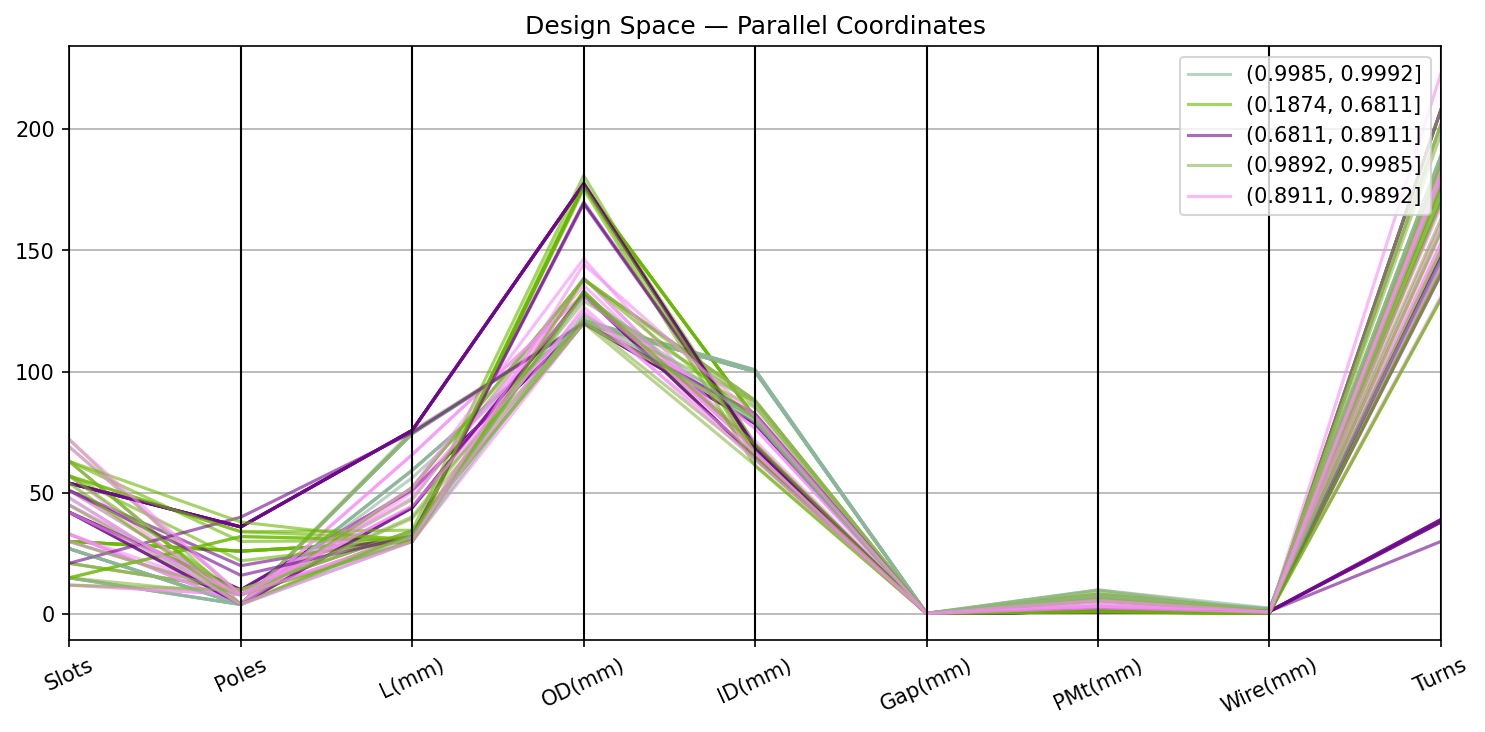 Design Space — Parallel Coordinates
(0.9985, 0.9992]
(0.1874, 0.6811]
(0.6811, 0.8911]
(0.9892, 0.9985]
(0.8911, 0.9892]
200
150
100
50
0
Slots
Poles
L(mm)
OD(mm)
ID(mm)
Gap(mm)
PMt(mm)
Wire(mm)
Turns